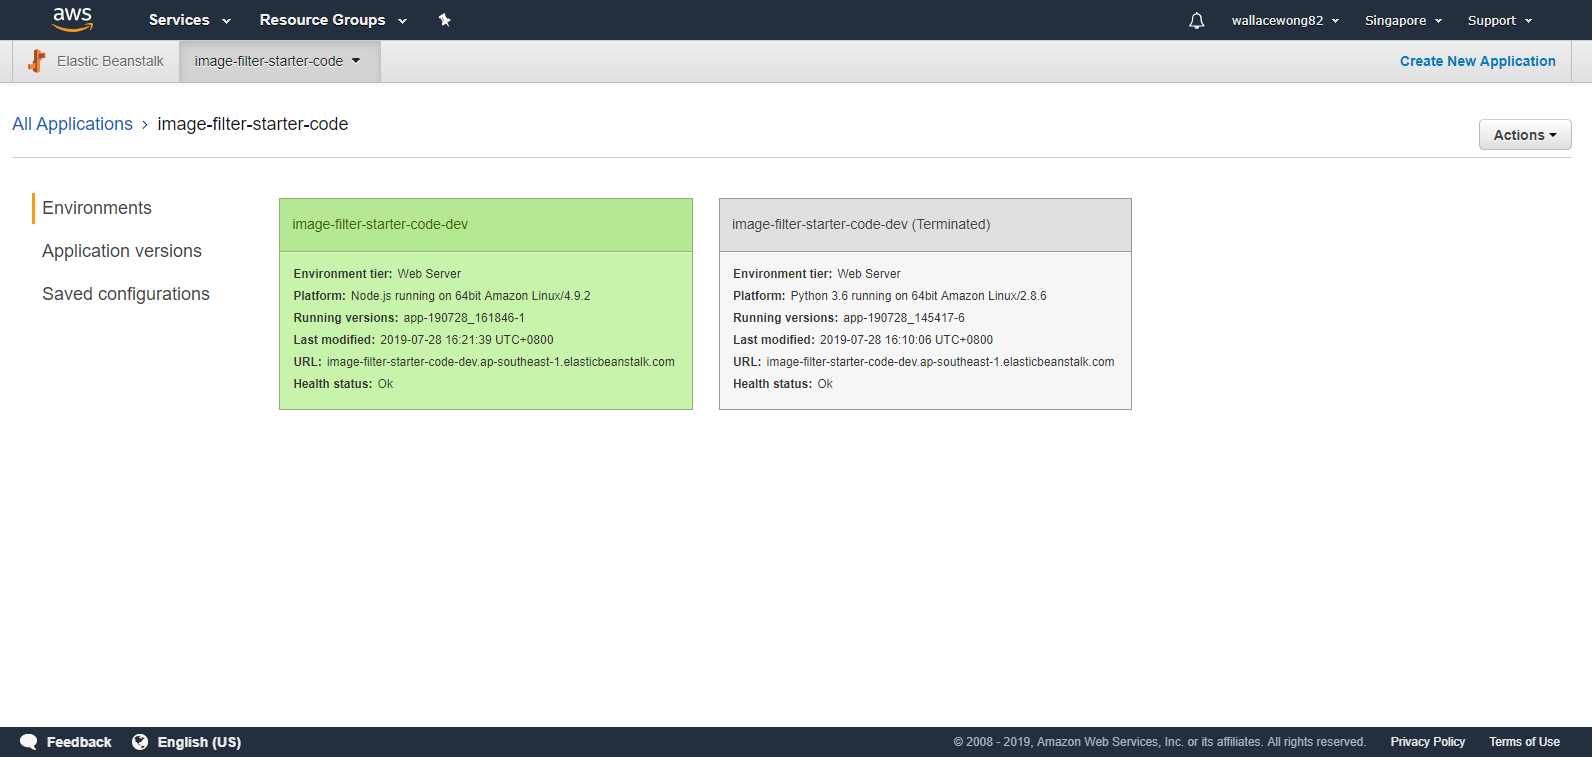 aws Services Resource Groups wallacewong82 Singapore Support
Elastic Beanstalk image-filter-starter-code Create New Application
All Applications › image-filter-starter-code
Actions
Environments
Application versions
Saved configurations
image-filter-starter-code-dev
Environment tier: Web Server
Platform: Node.js running on 64bit Amazon Linux/4.9.2
Running versions: app-190728_161846-1
Last modified: 2019-07-28 16:21:39 UTC+0800
URL: image-filter-starter-code-dev.ap-southeast-1.elasticbeanstalk.com
Health status: Ok
image-filter-starter-code-dev (Terminated)
Environment tier: Web Server
Platform: Python 3.6 running on 64bit Amazon Linux/2.8.6
Running versions: app-190728_145417-6
Last modified: 2019-07-28 16:10:06 UTC+0800
URL: image-filter-starter-code-dev.ap-southeast-1.elasticbeanstalk.com
Health status: Ok
Feedback English (US) © 2008 - 2019, Amazon Web Services, Inc. or its affiliates. All rights reserved. Privacy Policy Terms of Use